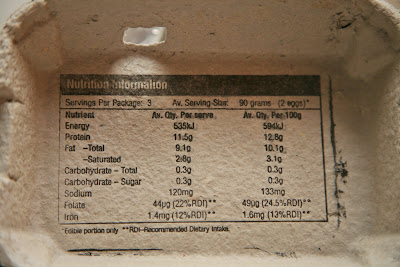 Nutrition Information
Servings Per Package: 3 Av. Serving Size: 90 grams (2 eggs)*
Nutrient Av. Qty. Per serve Av. Qty. Per 100g
Energy 535kJ 594kJ
Protein 11.5g 12.8g
Fat –Total 9.1g 10.1g
–Saturated 2.8g 3.1g
Carbohydrate – Total 0.3g 0.3g
Carbohydrate – Sugar 0.3g 0.3g
Sodium 120mg 133mg
Folate 44µg (22%RDI)** 49µg (24.5%RDI)**
Iron 1.4mg (12%RDI)** 1.6mg (13%RDI)**
*Edible portion only **RDI–Recommended Dietary Intake.